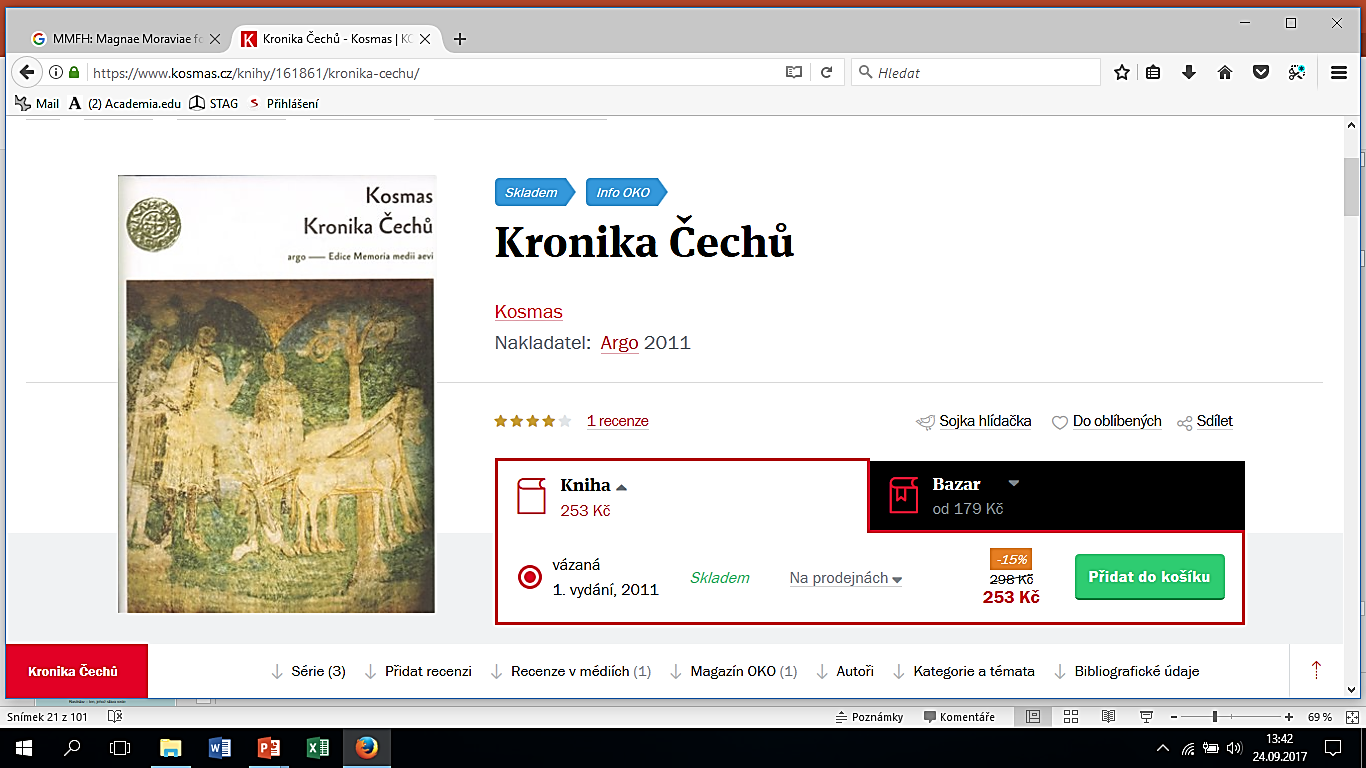 MMFH: Magnae Moraviae fo
Kronika Čechů - Kosmas | KO
https://www.kosmas.cz/knihy/161861/kronika-cechu/
Hledat
Mail
(2) Academia.edu
STAG
Přihlášení
Kosmas
Kronika Čechů
argo — Edice Memoria medii aevi
Skladem
Info OKO
Kronika Čechů
Kosmas
Nakladatel: Argo 2011
1 recenze
Sojka hlídačka
Do oblíbených
Sdílet
Kniha
253 Kč
Bazar
od 179 Kč
vázaná
1. vydání, 2011
Skladem
Na prodejnách
-15%
298 Kč
253 Kč
Přidat do košíku
Kronika Čechů
Série (3)
Přidat recenzi
Recenze v médiích (1)
Magazín OKO (1)
Autoři
Kategorie a témata
Bibliografické údaje
Snímek 21 z 101
Poznámky
Komentáře
69 %
13:42
24.09.2017